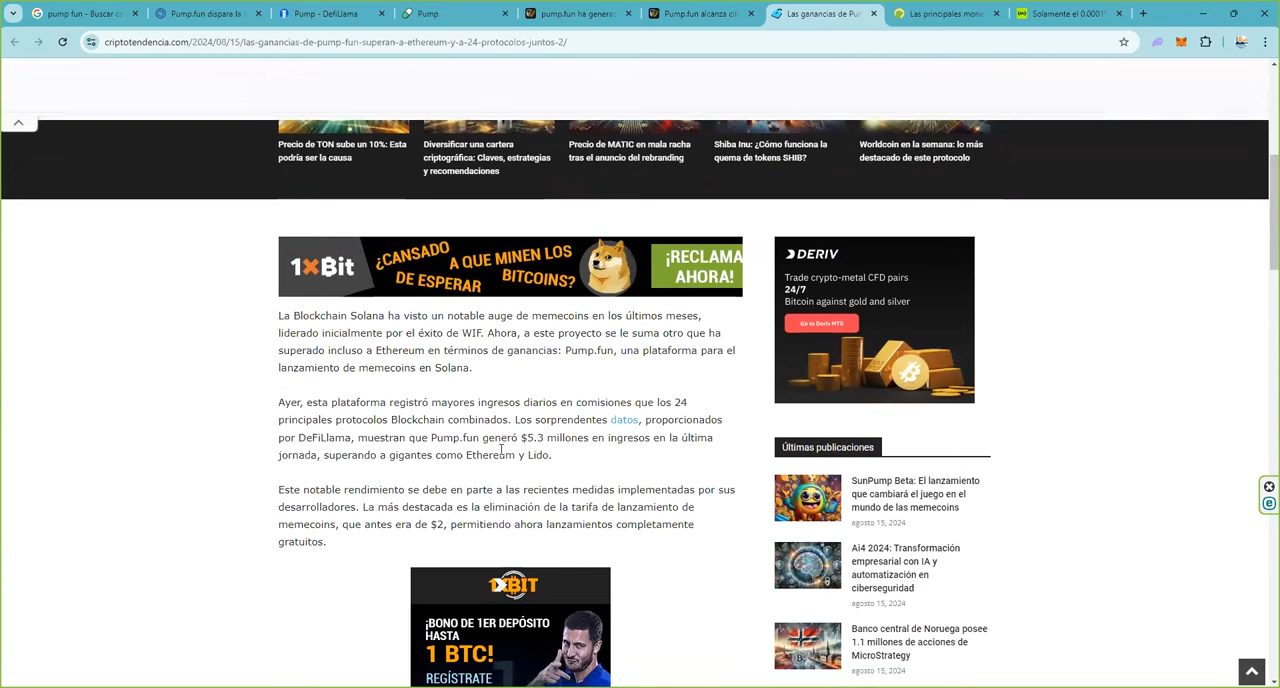 pump fun - Buscar co
Pump.fun dispara la i
Pump - DefiLlama
Pump
pump.fun ha genera
Pump.fun alcanza cif
Las ganancias de Pu
Las principales mone
Solamente el 0.0001
criptotendencia.com/2024/08/15/las-ganancias-de-pump-fun-superan-a-ethereum-y-a-24-protocolos-juntos-2/
Precio de TON sube un 10%: Esta
podría ser la causa
Diversificar una cartera
criptográfica: Claves, estrategias
y recomendaciones
Precio de MATIC en mala racha
tras el anuncio del rebranding
Shiba Inu: ¿Cómo funciona la
quema de tokens SHIB?
Worldcoin en la semana: lo más
destacado de este protocolo
1XBit
¿CANSADO
DE ESPERAR
A QUE MINEN LOS
BITCOINS?
¡RECLAMA
AHORA!
La Blockchain Solana ha visto un notable auge de memecoins en los últimos meses,
liderado inicialmente por el éxito de WIF. Ahora, a este proyecto se le suma otro que ha
superado incluso a Ethereum en términos de ganancias: Pump.fun, una plataforma para el
lanzamiento de memecoins en Solana.
Ayer, esta plataforma registró mayores ingresos diarios en comisiones que los 24
principales protocolos Blockchain combinados. Los sorprendentes datos, proporcionados
por DeFiLlama, muestran que Pump.fun generó $5.3 millones en ingresos en la última
jornada, superando a gigantes como Ethereum y Lido.
Este notable rendimiento se debe en parte a las recientes medidas implementadas por sus
desarrolladores. La más destacada es la eliminación de la tarifa de lanzamiento de
memecoins, que antes era de $2, permitiendo ahora lanzamientos completamente
gratuitos.
1XBIT
¡BONO DE 1ER DEPÓSITO
HASTA
1 BTC!
REGÍSTRATE
DERIV
Trade crypto-metal CFD pairs
24/7
Bitcoin against gold and silver
Go to Deriv MT5
Últimas publicaciones
SunPump Beta: El lanzamiento
que cambiará el juego en el
mundo de las memecoins
agosto 15, 2024
Ai4 2024: Transformación
empresarial con IA y
automatización en
ciberseguridad
agosto 15, 2024
Banco central de Noruega posee
1.1 millones de acciones de
MicroStrategy
agosto 15, 2024